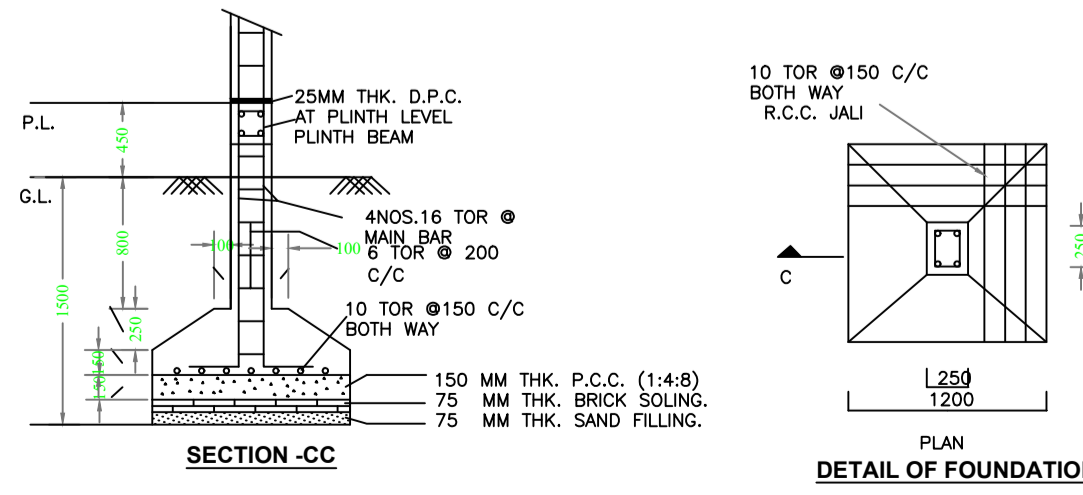 25MM THK. D.P.C.
AT PLINTH LEVEL
PLINTH BEAM
P.L.
450
G.L.
4NOS.16 TOR @
MAIN BAR
6 TOR @ 200
C/C
100
100
800
1500
250
10 TOR @150 C/C
BOTH WAY
150
150
150 MM THK. P.C.C. (1:4:8)
75 MM THK. BRICK SOLING.
75 MM THK. SAND FILLING.
SECTION -CC
10 TOR @150 C/C
BOTH WAY
R.C.C. JALI
C
250
250
1200
PLAN
DETAIL OF FOUNDATION